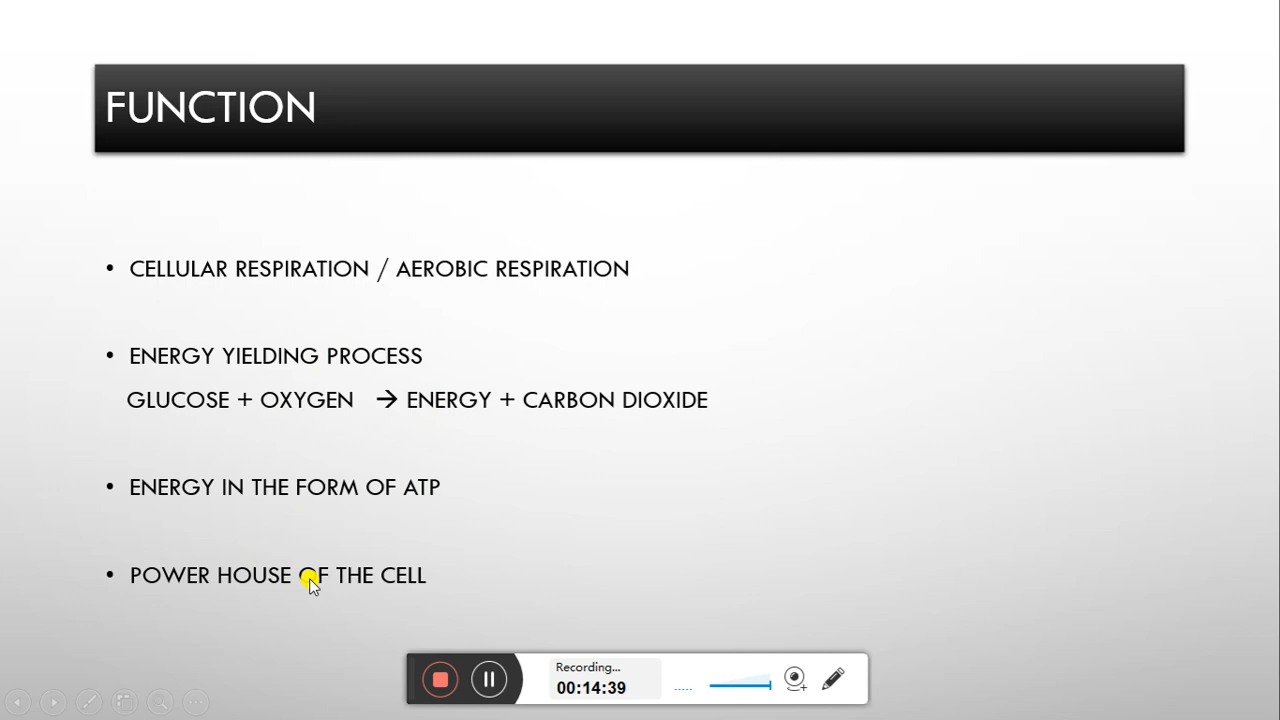 FUNCTION
• CELLULAR RESPIRATION / AEROBIC RESPIRATION
• ENERGY YIELDING PROCESS
GLUCOSE + OXYGEN → ENERGY + CARBON DIOXIDE
• ENERGY IN THE FORM OF ATP
• POWER HOUSE OF THE CELL
Recording...
00:14:39